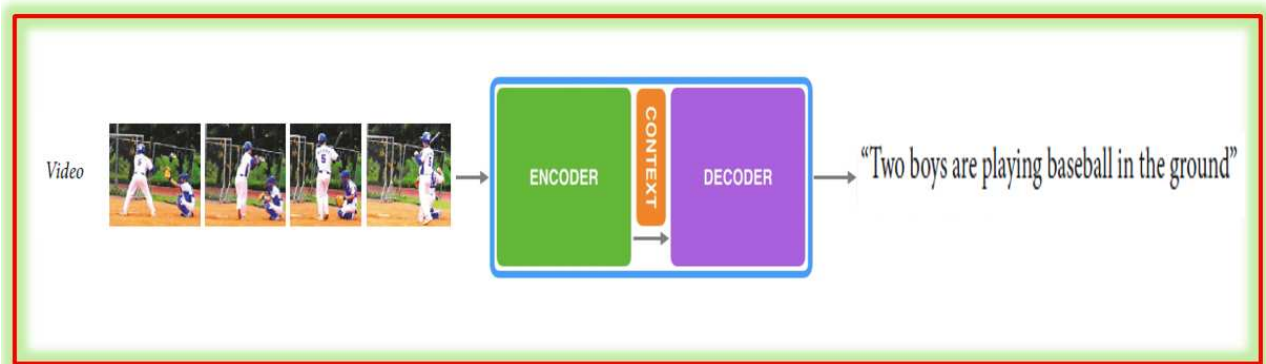 Video
ENCODER
CONTEXT
DECODER
“Two boys are playing baseball in the ground”